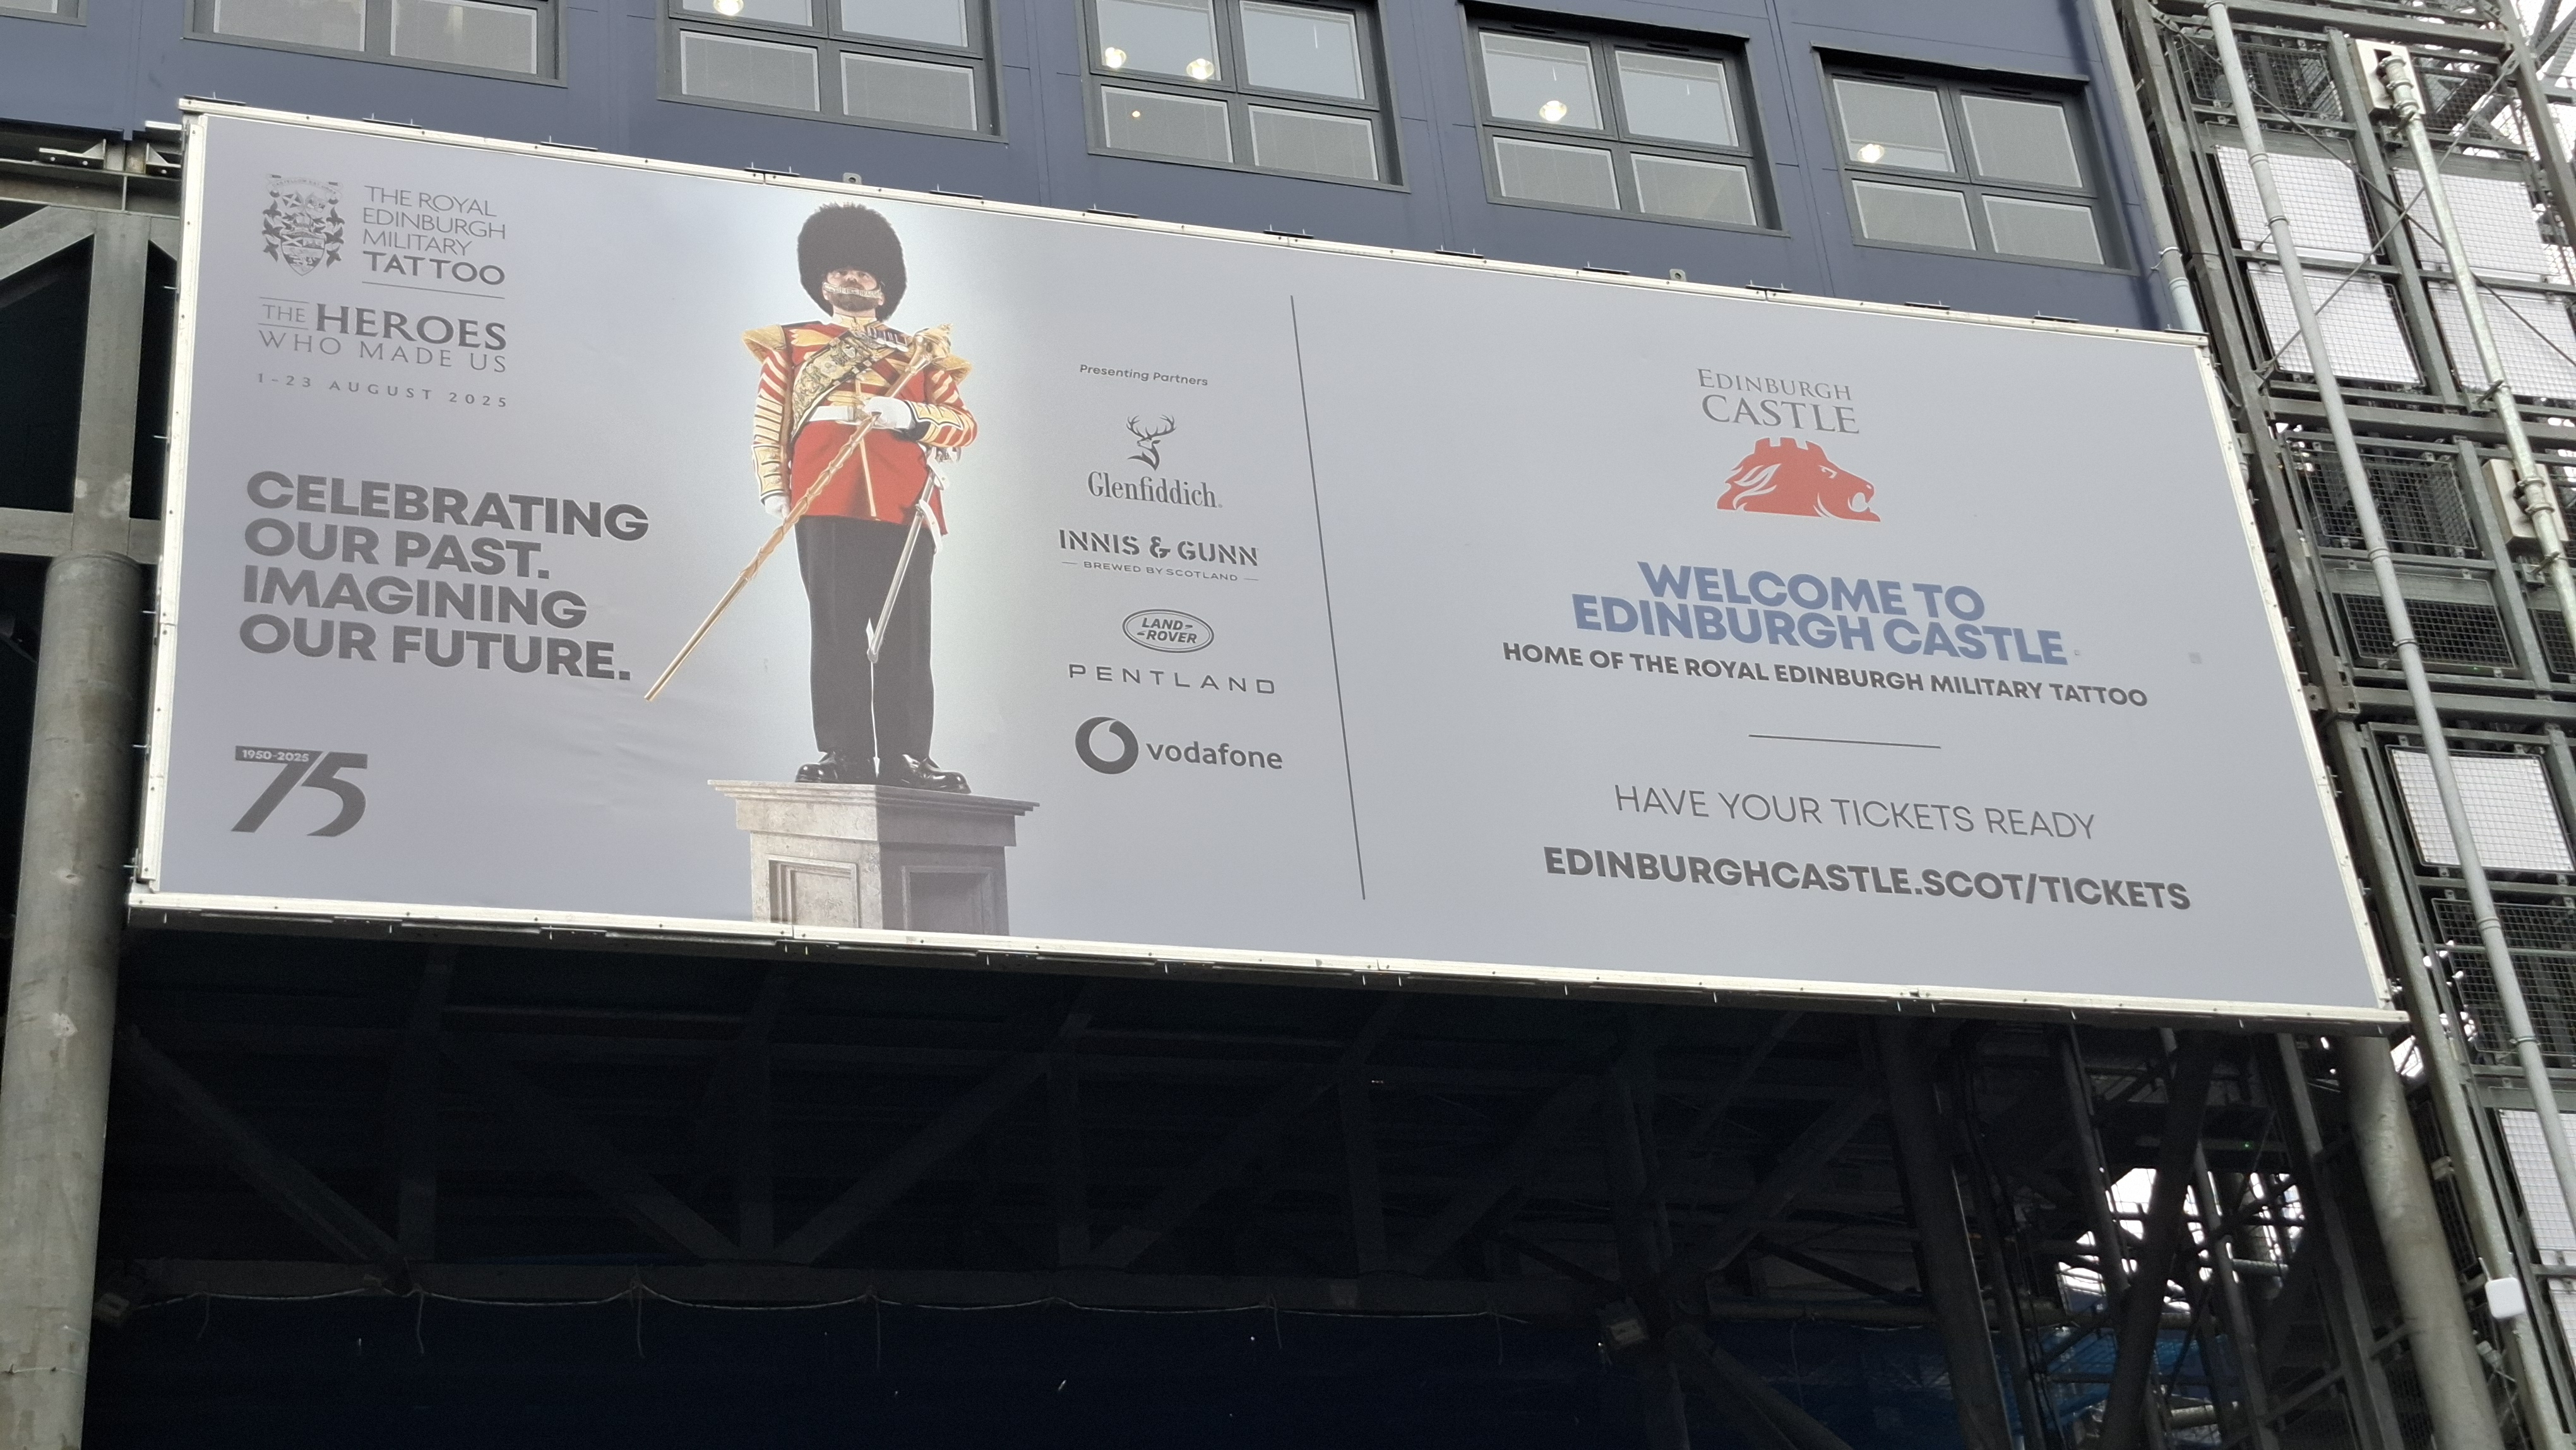 THE ROYAL
EDINBURGH
MILITARY
TATTOO
THE HEROES
WHO MADE US
1-23 AUGUST 2025
CELEBRATING
OUR PAST.
IMAGINING
OUR FUTURE.
1950-2025
75
Presenting Partners
Glenfiddich
INNIS & GUNN
BREWED BY SCOTLAND
LAND-
-ROVER
PENTLAND
vodafone
EDINBURGH
CASTLE
WELCOME TO
EDINBURGH CASTLE
HOME OF THE ROYAL EDINBURGH MILITARY TATTOO
HAVE YOUR TICKETS READY
EDINBURGHCASTLE.SCOT/TICKETS